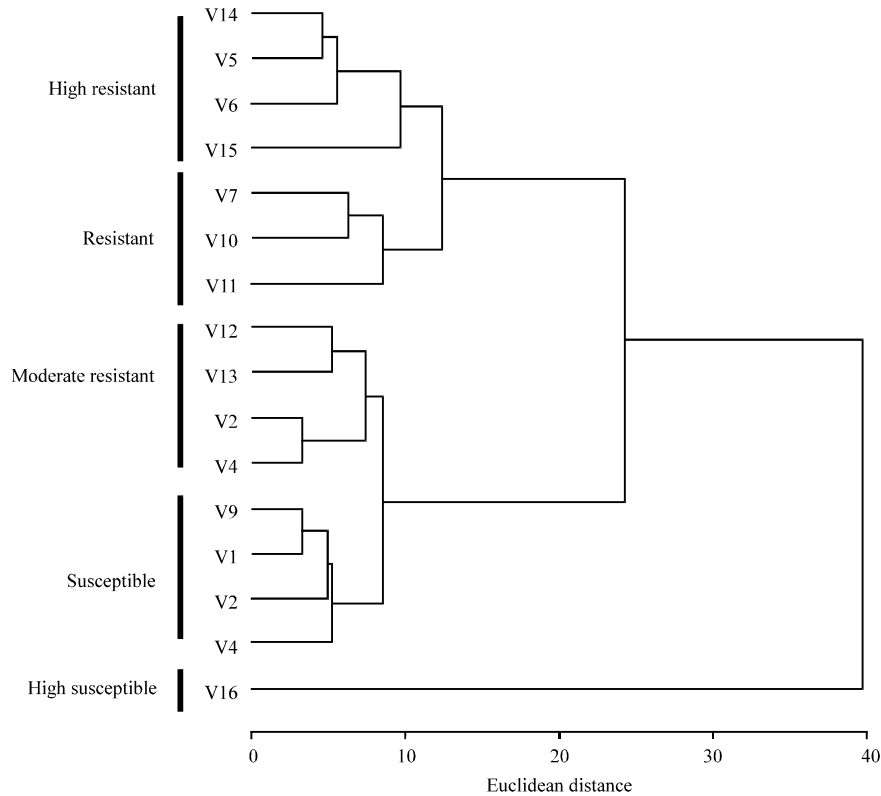 V14
V5
High resistant
V6
V15
V7
Resistant
V10
V11
V12
Moderate resistant
V13
V2
V4
V9
V1
Susceptible
V2
V4
High susceptible
V16
0 10 20 30 40
Euclidean distance